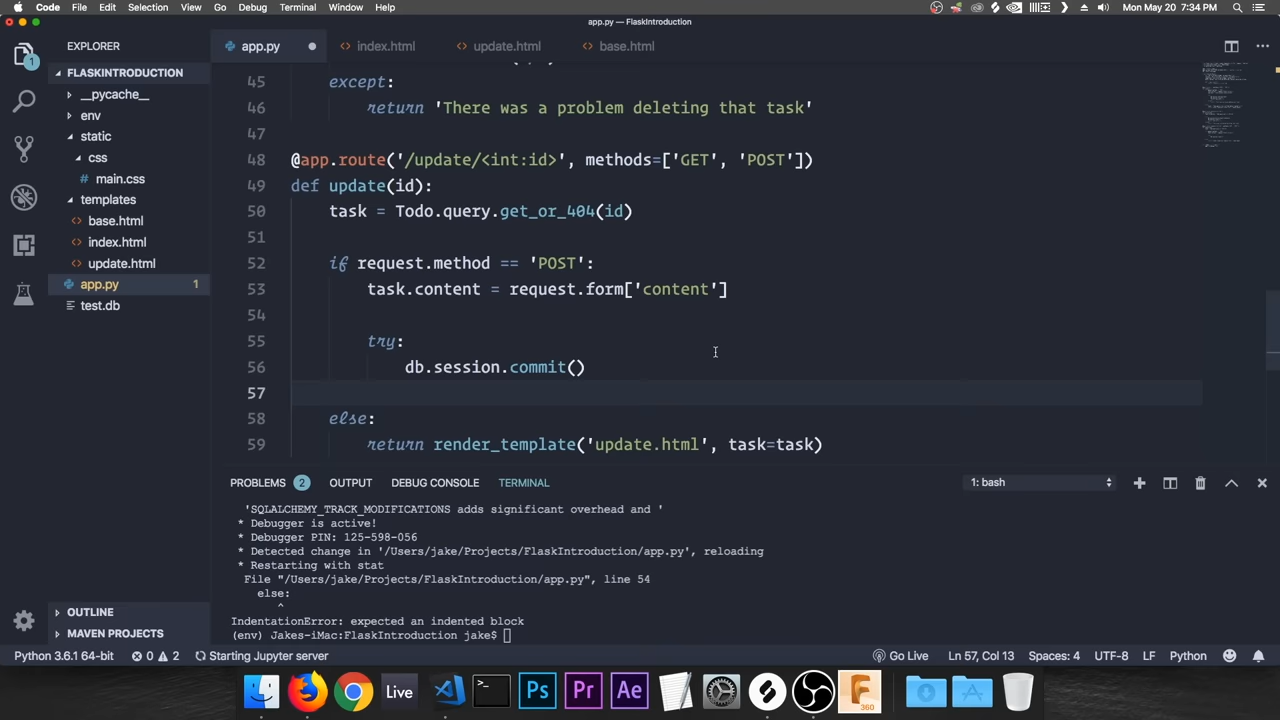 Code File Edit Selection View Go Debug Terminal Window Help Mon May 20 7:34 PM
app.py — FlaskIntroduction
EXPLORER
app.py index.html update.html base.html
FLASKINTRODUCTION
__pycache__
env
static
css
main.css
templates
base.html
index.html
update.html
app.py 1
test.db
OUTLINE
MAVEN PROJECTS
45 except:
46 return 'There was a problem deleting that task'
47
48 @app.route('/update/<int:id>', methods=['GET', 'POST'])
49 def update(id):
50 task = Todo.query.get_or_404(id)
51
52 if request.method == 'POST':
53 task.content = request.form['content']
54
55 try:
56 db.session.commit()
57
58 else:
59 return render_template('update.html', task=task)
PROBLEMS 2 OUTPUT DEBUG CONSOLE TERMINAL 1: bash
'SQLALCHEMY_TRACK_MODIFICATIONS adds significant overhead and '
* Debugger is active!
* Debugger PIN: 125-598-056
* Detected change in '/Users/jake/Projects/FlaskIntroduction/app.py', reloading
* Restarting with stat
File "/Users/jake/Projects/FlaskIntroduction/app.py", line 54
else:
^
IndentationError: expected an indented block
(env) Jakes-iMac:FlaskIntroduction jake$
Python 3.6.1 64-bit 0 2 Starting Jupyter server Go Live Ln 57, Col 13 Spaces: 4 UTF-8 LF Python
Live >_ Ps Pr Ae F 360